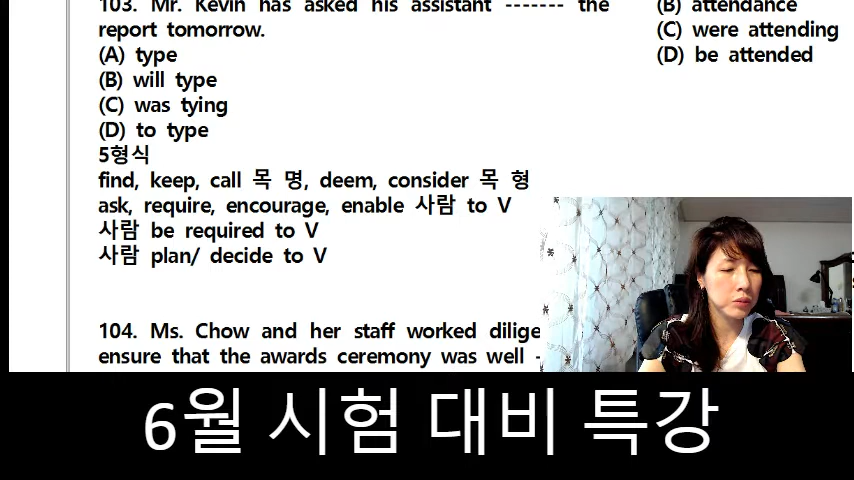 103. Mr. Kevin has asked his assistant ------- the
report tomorrow.
(A) type
(B) will type
(C) was tying
(D) to type
5형식
find, keep, call 목 명, deem, consider 목 형
ask, require, encourage, enable 사람 to V
사람 be required to V
사람 plan/ decide to V
104. Ms. Chow and her staff worked dilige
ensure that the awards ceremony was well -
(B) attendance
(C) were attending
(D) be attended
6월 시험 대비 특강